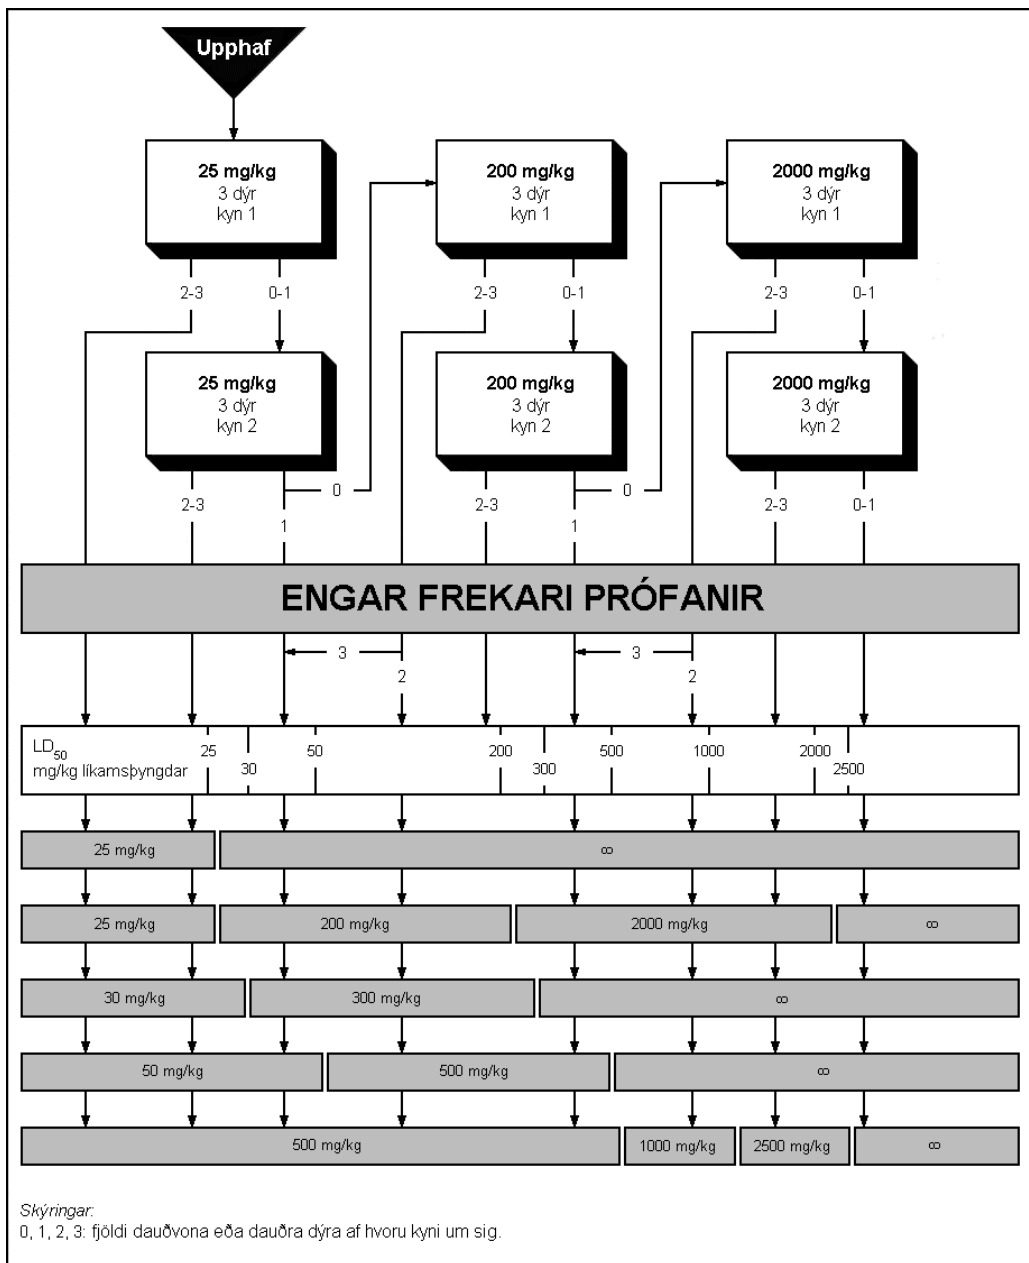 Upphaf
25 mg/kg
3 dýr
kyn 1
200 mg/kg
3 dýr
kyn 1
2000 mg/kg
3 dýr
kyn 1
2-3 0-1 2-3 0-1 2-3 0-1
25 mg/kg
3 dýr
kyn 2
200 mg/kg
3 dýr
kyn 2
2000 mg/kg
3 dýr
kyn 2
0 0
2-3 2-3 2-3 0-1
1 1
ENGAR FREKARI PRÓFANIR
3 3
2 2
LD50 25 50 200 500 1000 2000
mg/kg líkamsþyngdar 30 300 2500
25 mg/kg ∞
25 mg/kg 200 mg/kg 2000 mg/kg ∞
30 mg/kg 300 mg/kg ∞
50 mg/kg 500 mg/kg ∞
500 mg/kg 1000 mg/kg 2500 mg/kg ∞
Skýringar:
0, 1, 2, 3: fjöldi dauðvona eða dauðra dýra af hvoru kyni um sig.